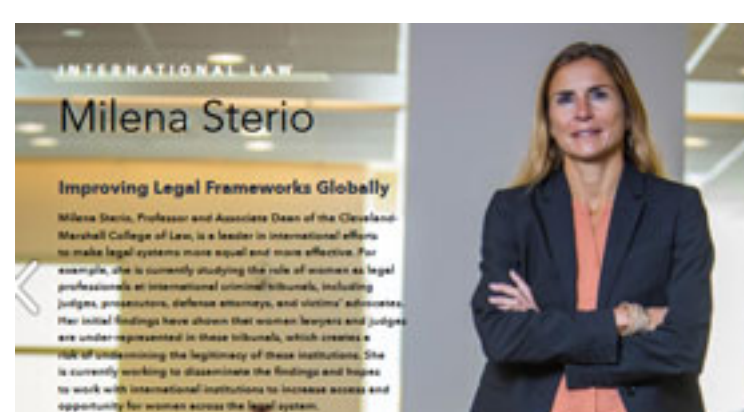 INTERNATIONAL LAW
Milena Sterio
Improving Legal Frameworks Globally
Milena Sterio, Professor and Associate Dean of the Cleveland-
Marshall College of Law, is a leader in international efforts
to make legal systems more equal and more effective. For
example, she is currently studying the role of women as legal
professionals at international criminal tribunals, including
judges, prosecutors, defense attorneys, and victims' advocates.
Her initial findings have shown that women lawyers and judges
are under-represented in these tribunals, which creates a
risk of undermining the legitimacy of these institutions. She
is currently working to disseminate the findings and hopes
to work with international institutions to increase access and
opportunity for women across the legal system.